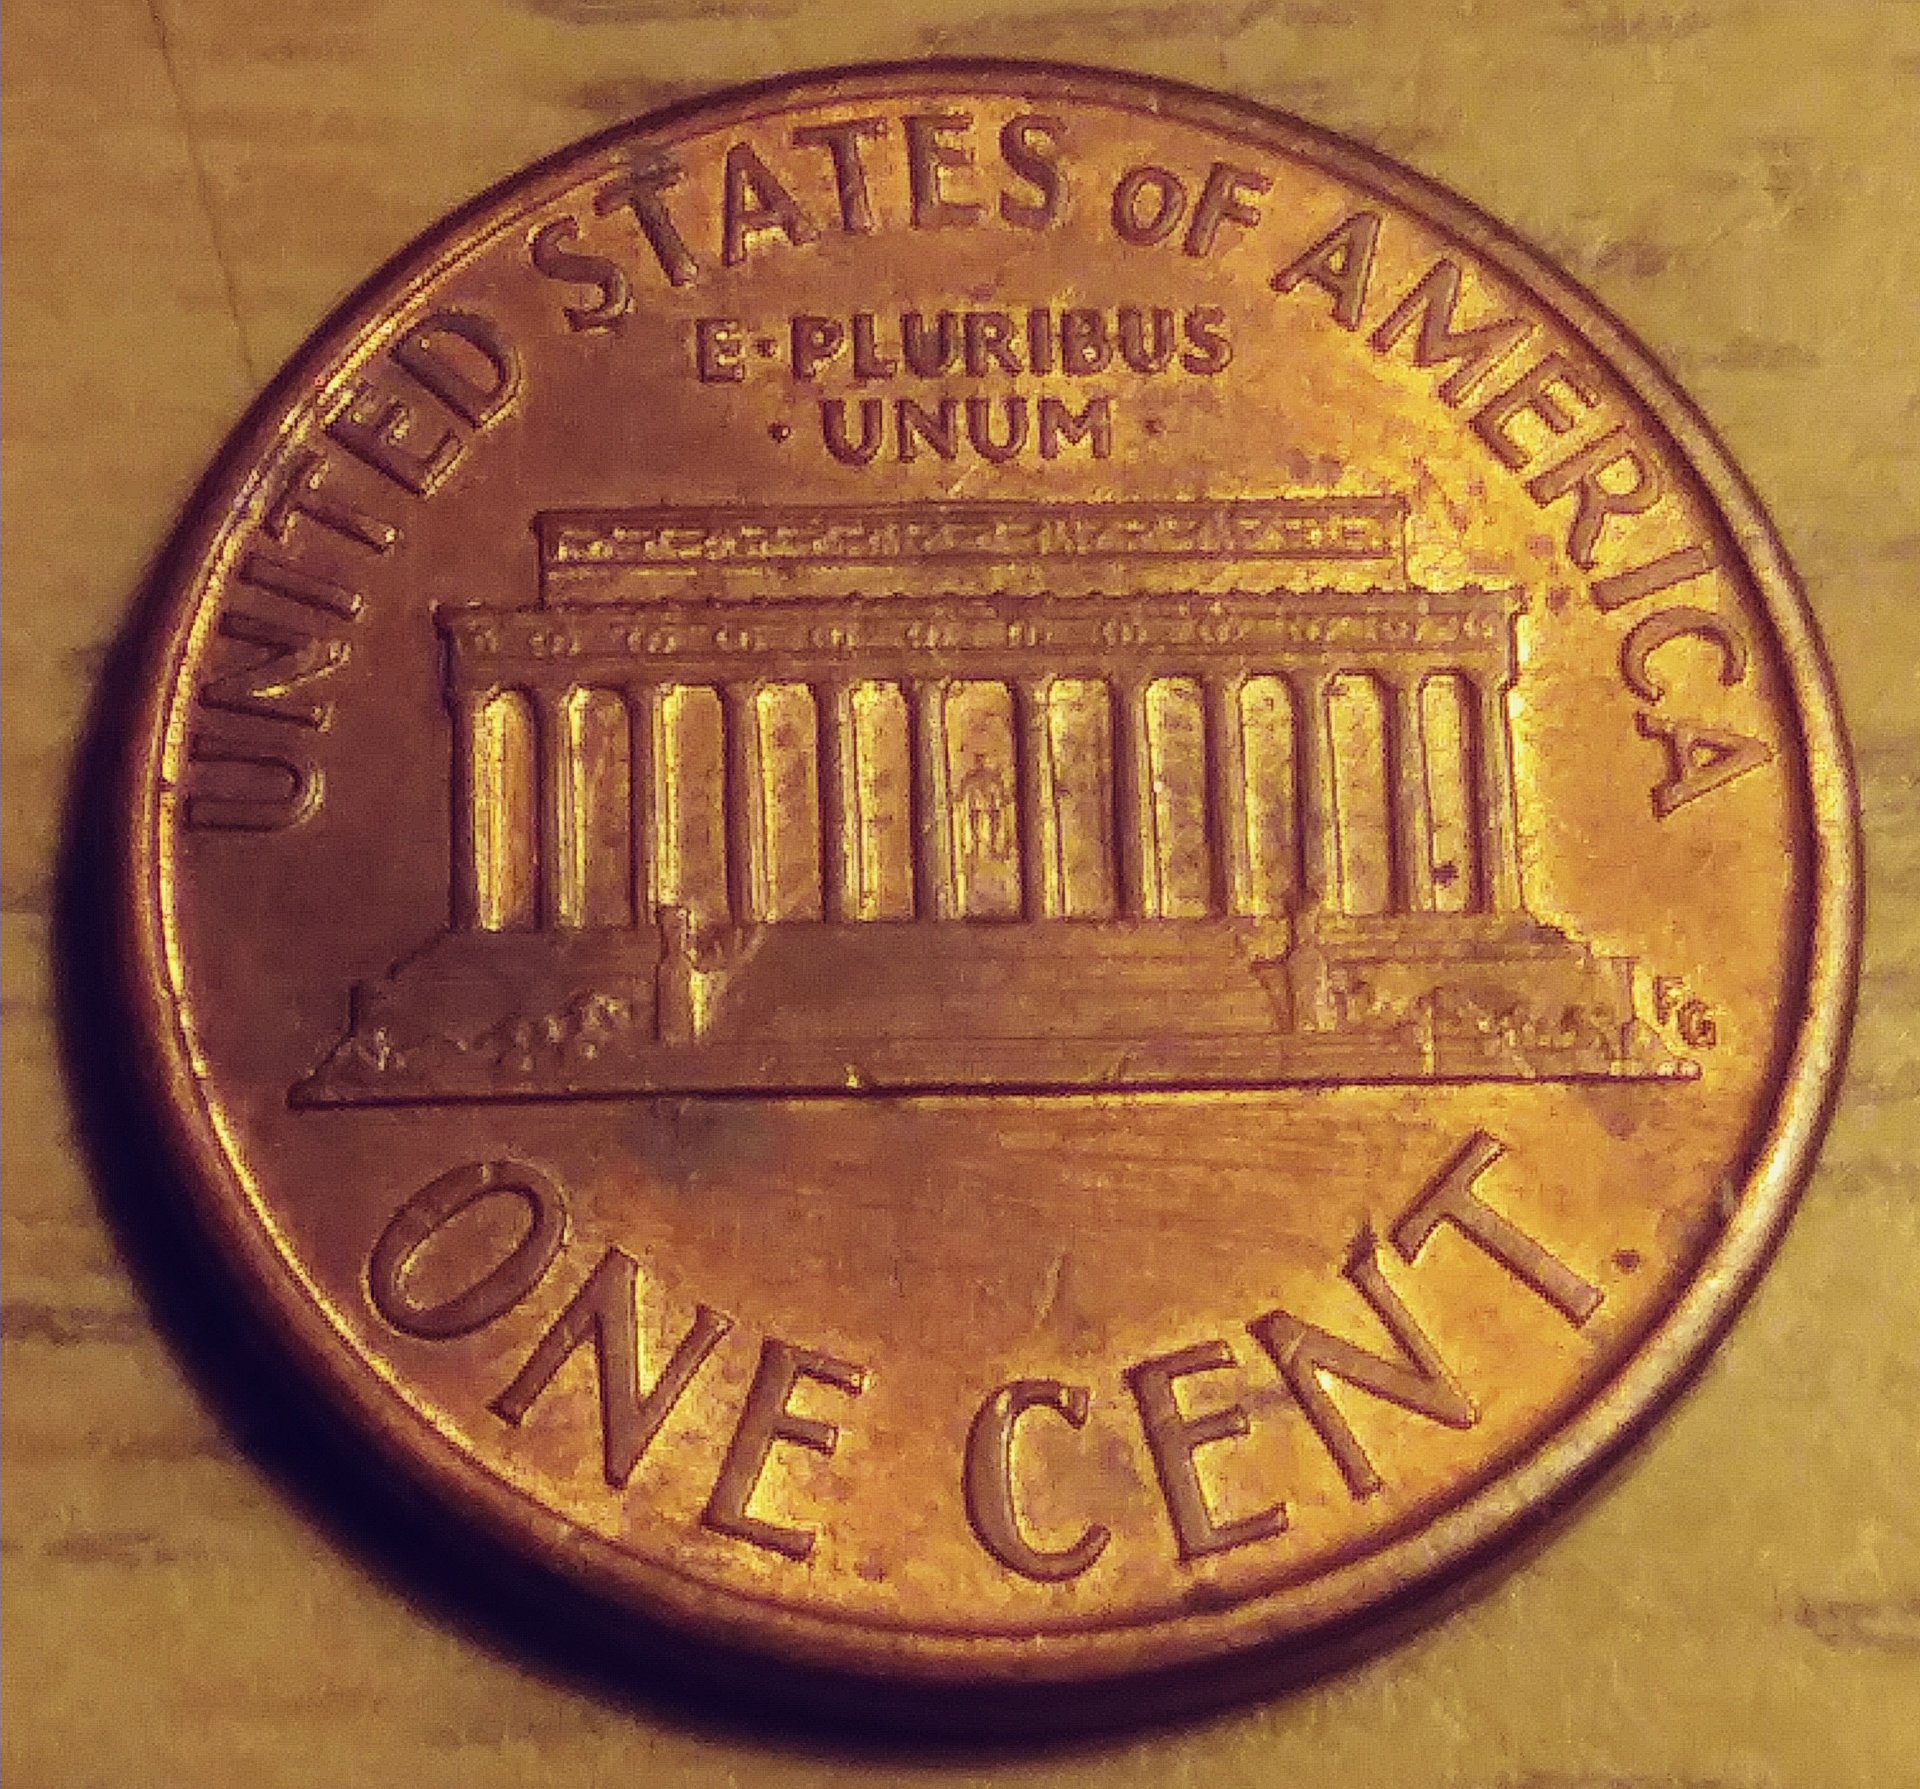 UNITED STATES OF AMERICA
E·PLURIBUS
·UNUM·
FG
ONE CENT